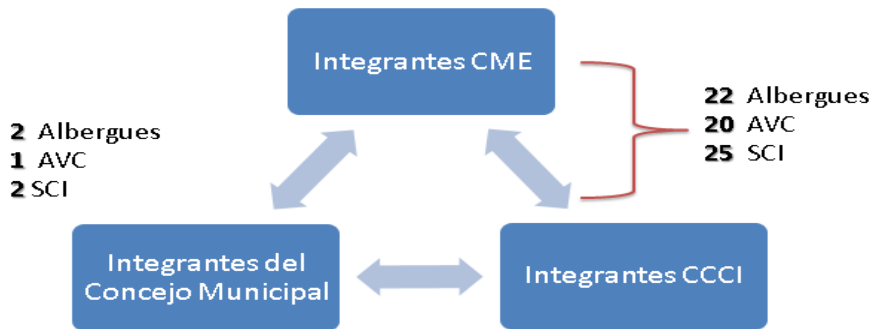 Integrantes CME
22 Albergues
20 AVC
25 SCI
2 Albergues
1 AVC
2 SCI
Integrantes del
Concejo Municipal
Integrantes CCCI